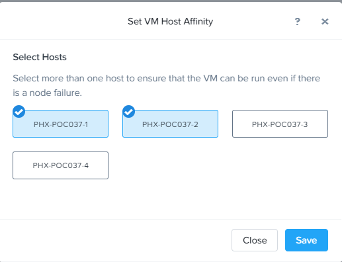 Set VM Host Affinity ? ×
Select Hosts
Select more than one host to ensure that the VM can be run even if there
is a node failure.
PHX-POC037-1 PHX-POC037-2 PHX-POC037-3
PHX-POC037-4
Close Save